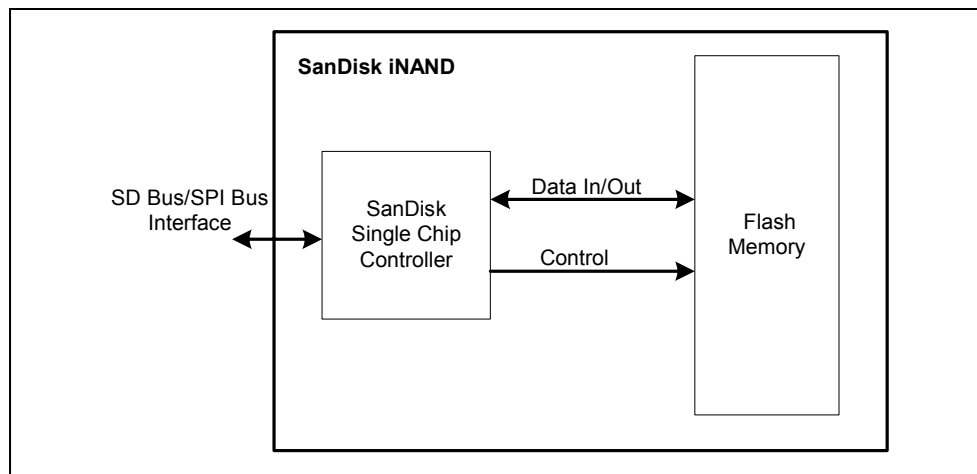 SanDisk iNAND
SD Bus/SPI Bus
Interface
SanDisk
Single Chip
Controller
Data In/Out
Control
Flash
Memory